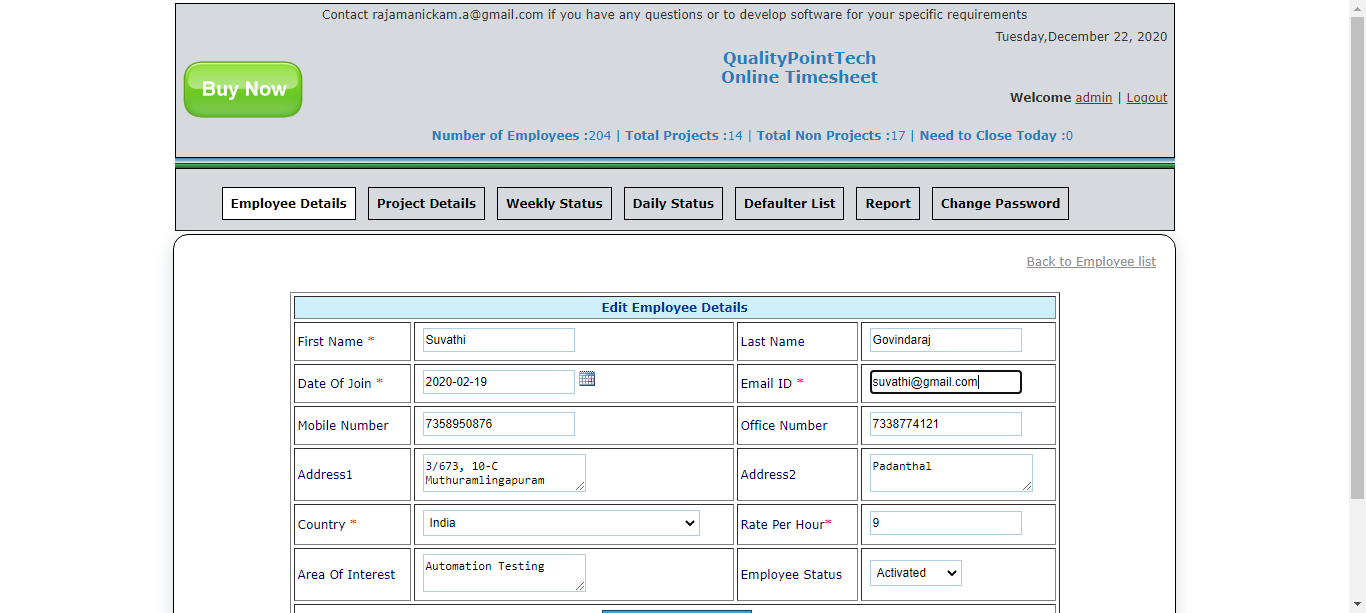 Contact rajamanickam.a@gmail.com if you have any questions or to develop software for your specific requirements
Tuesday,December 22, 2020
QualityPointTech
Online Timesheet
Buy Now
Welcome admin | Logout
Number of Employees :204 | Total Projects :14 | Total Non Projects :17 | Need to Close Today :0
Employee Details Project Details Weekly Status Daily Status Defaulter List Report Change Password
Back to Employee list
Edit Employee Details
First Name * Suvathi Last Name Govindaraj
Date Of Join * 2020-02-19 Email ID * suvathi@gmail.com
Mobile Number 7358950876 Office Number 7338774121
Address1 3/673, 10-C Muthuramlingapuram Address2 Padanthal
Country * India Rate Per Hour* 9
Area Of Interest Automation Testing Employee Status Activated